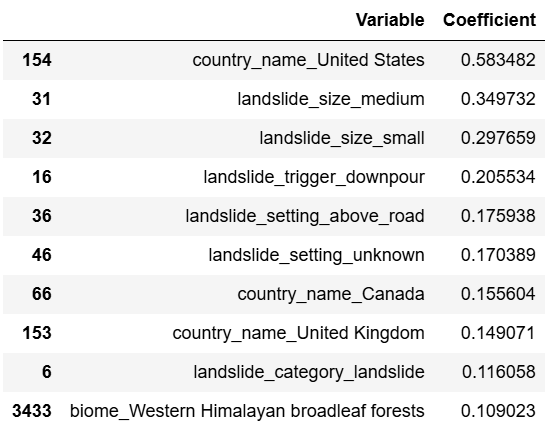 Variable Coefficient
154 country_name_United States 0.583482
31 landslide_size_medium 0.349732
32 landslide_size_small 0.297659
16 landslide_trigger_downpour 0.205534
36 landslide_setting_above_road 0.175938
46 landslide_setting_unknown 0.170389
66 country_name_Canada 0.155604
153 country_name_United Kingdom 0.149071
6 landslide_category_landslide 0.116058
3433 biome_Western Himalayan broadleaf forests 0.109023